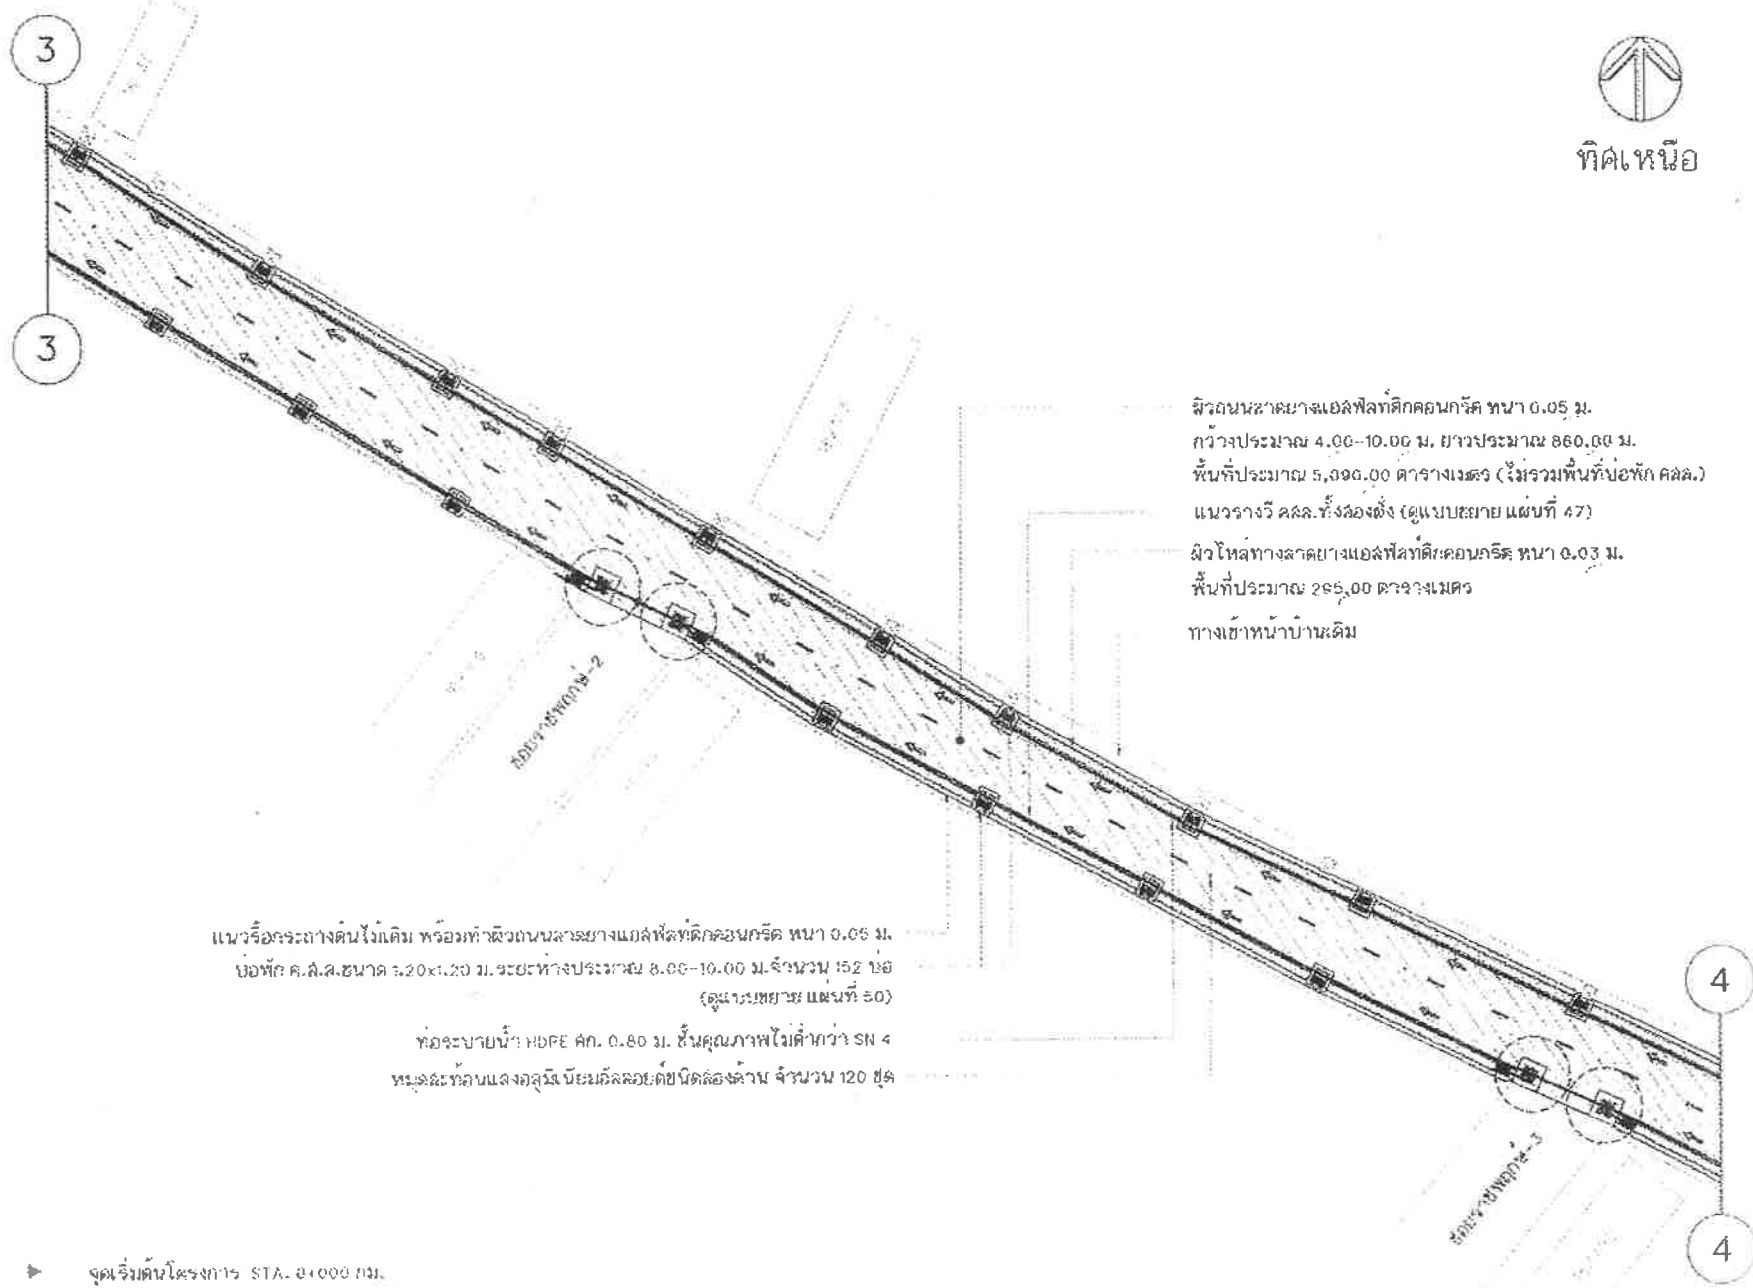 3
ทิศเหนือ
3
ผิวถนนลาดยางแอสฟัลท์ติกคอนกรีต หนา 0.05 ม.
กว้างประมาณ 4.00-10.00 ม. ยาวประมาณ 860.00 ม.
พื้นที่ประมาณ 5,090.00 ตารางเมตร (ไม่รวมพื้นที่บ่อพัก คสล.)
แนวรางวี คสล.ทั้งสองฝั่ง (ดูแบบขยาย แผ่นที่ 47)
ผิวไหล่ทางลาดยางแอสฟัลท์ติกคอนกรีต หนา 0.03 ม.
พื้นที่ประมาณ 295.00 ตารางเมตร
ทางเข้าหน้าบ้านเดิม
ซอยราชพฤกษ์-2
แนวรื้อกระถางต้นไม้เดิม พร้อมทำผิวถนนลาดยางแอสฟัลท์ติกคอนกรีต หนา 0.05 ม.
บ่อพัก ค.ส.ล.ขนาด 1.20x1.20 ม.ระยะห่างประมาณ 8.00-10.00 ม.จำนวน 152 บ่อ
(ดูแบบขยาย แผ่นที่ 50)
ท่อระบายน้ำ HDPE ศก. 0.80 ม. ชั้นคุณภาพไม่ต่ำกว่า SN 4
หมุดสะท้อนแสงอลูมิเนียมอัลลอยด์ชนิดสองด้าน จำนวน 120 ชุด
4
ซอยราชพฤกษ์-3
4
จุดเริ่มต้นโครงการ STA. 0+000 กม.